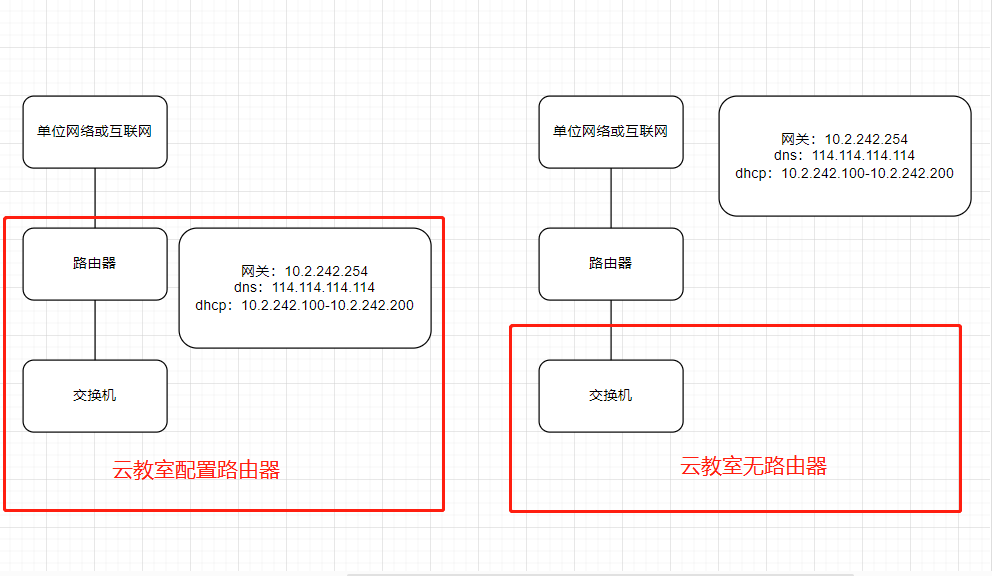 单位网络或互联网
路由器
网关：10.2.242.254
dns：114.114.114.114
dhcp：10.2.242.100-10.2.242.200
交换机
云教室配置路由器
单位网络或互联网
网关：10.2.242.254
dns：114.114.114.114
dhcp：10.2.242.100-10.2.242.200
路由器
交换机
云教室无路由器